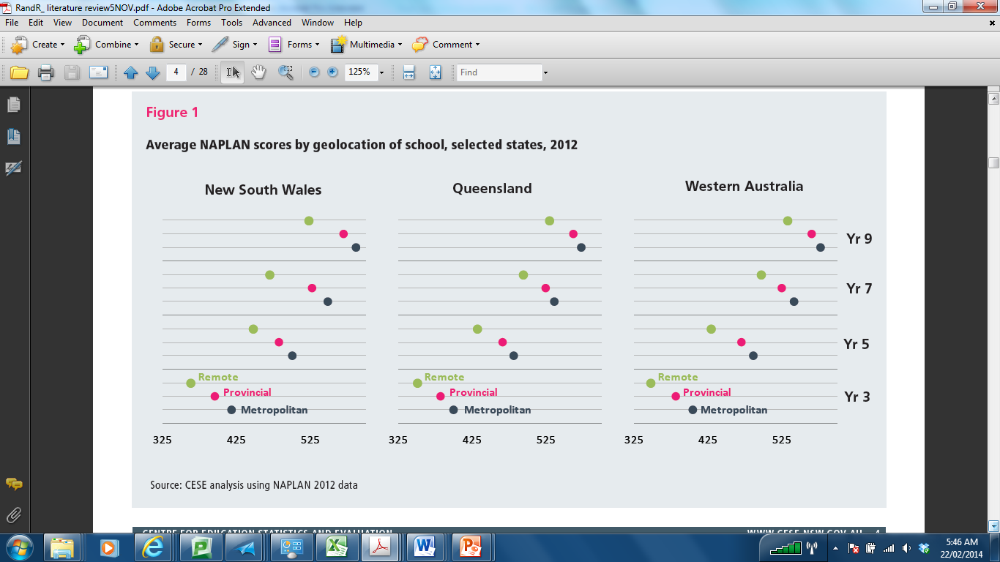 RandR_ literature review5NOV.pdf - Adobe Acrobat Pro Extended
File Edit View Document Comments Forms Tools Advanced Window Help
Create Combine Secure Sign Forms Multimedia Comment
4 / 28 125% Find
Figure 1
Average NAPLAN scores by geolocation of school, selected states, 2012
New South Wales Queensland Western Australia
Yr 9
Yr 7
Yr 5
Remote Remote Remote
Provincial Provincial Provincial
Yr 3
Metropolitan Metropolitan Metropolitan
325 425 525 325 425 525 325 425 525
Source: CESE analysis using NAPLAN 2012 data
CENTRE FOR EDUCATION STATISTICS AND EVALUATION WWW.CESE.NSW.GOV.AU 4
5:46 AM
22/02/2014